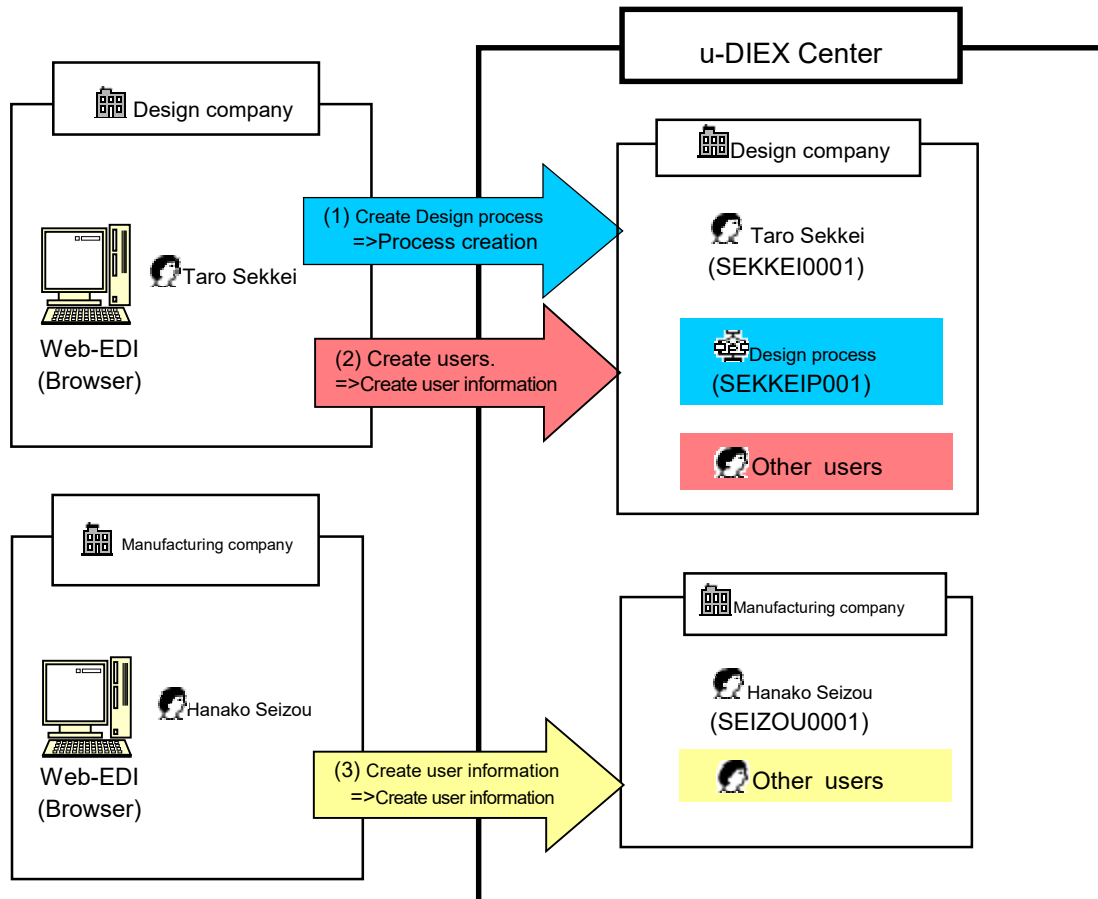 u-DIEX Center
Design company
Taro Sekkei
Web-EDI
(Browser)
(1) Create Design process
=>Process creation
(2) Create users.
=>Create user information
Design company
Taro Sekkei
(SEKKEI0001)
Design process
(SEKKEIP001)
Other users
Manufacturing company
Hanako Seizou
Web-EDI
(Browser)
(3) Create user information
=>Create user information
Manufacturing company
Hanako Seizou
(SEIZOU0001)
Other users